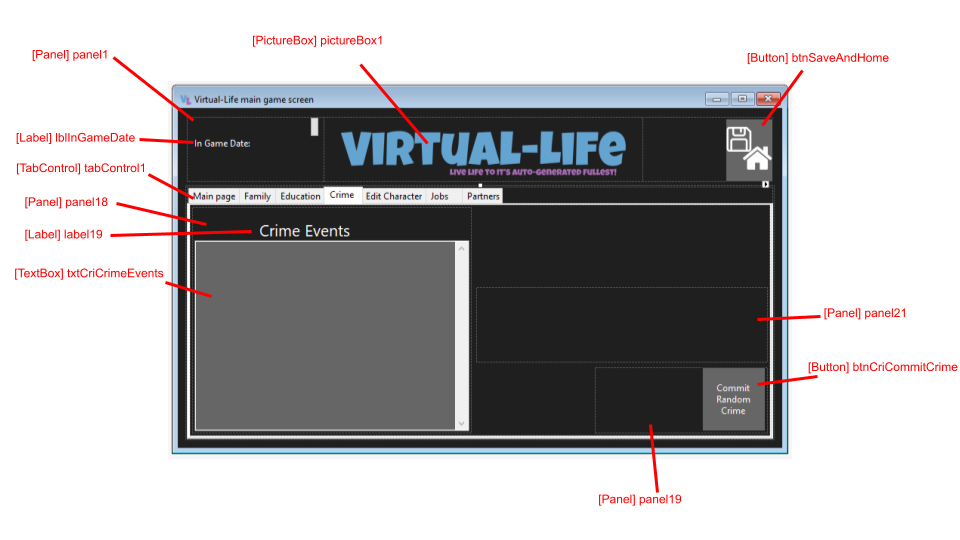 [PictureBox] pictureBox1
[Panel] panel1
[Button] btnSaveAndHome
Virtual-Life main game screen
[Label] lblInGameDate
In Game Date:
VIRTUAL-LIFE
LIVE LIFE TO IT'S AUTO-GENERATED FULLEST!
[TabControl] tabControl1
Main page Family Education Crime Edit Character Jobs Partners
[Panel] panel18
[Label] label19
Crime Events
[TextBox] txtCriCrimeEvents
[Panel] panel21
[Button] btnCriCommitCrime
Commit
Random
Crime
[Panel] panel19